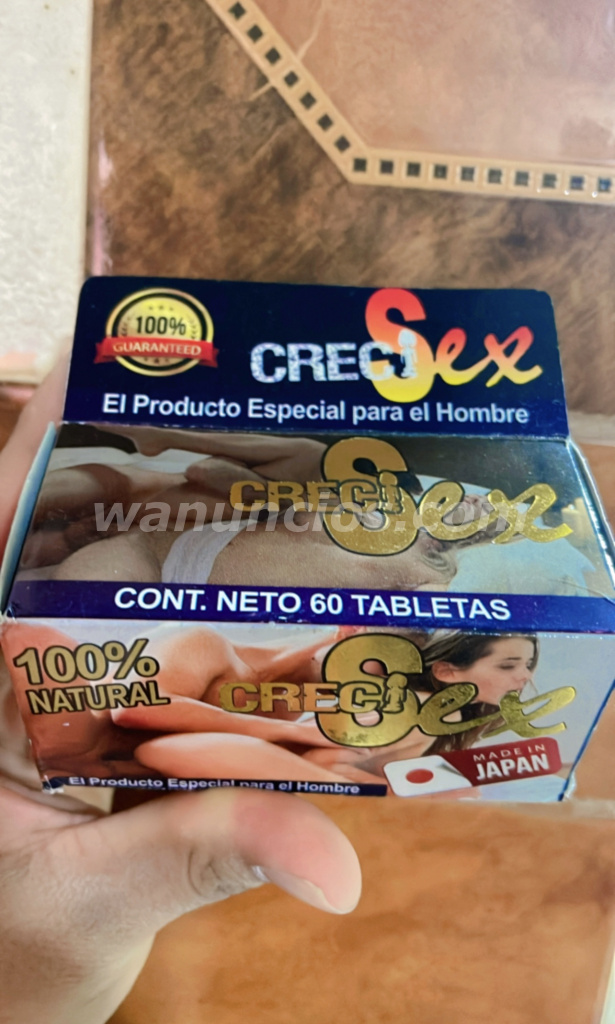 100%
GUARANTEED
CRECiSex
El Producto Especial para el Hombre
CRECiSex
wanuncios.com
CONT. NETO 60 TABLETAS
100%
NATURAL
CRECiSex
MADE IN
JAPAN
El Producto Especial para el Hombre